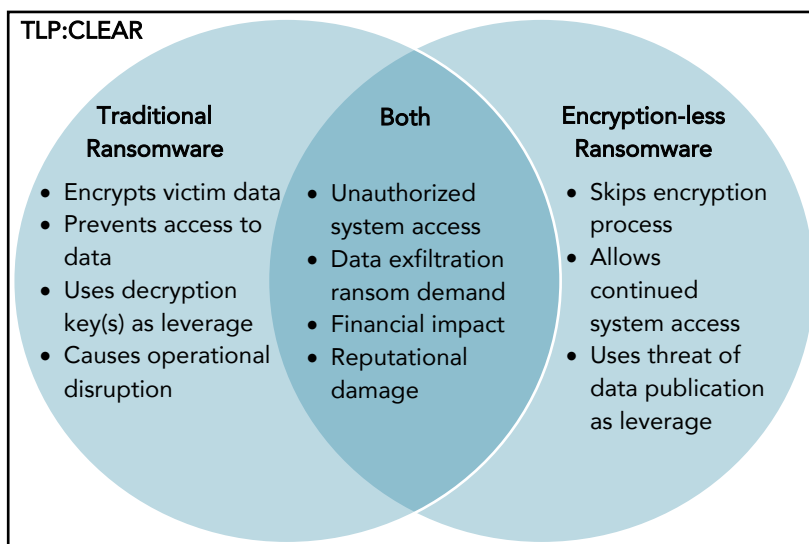 TLP:CLEAR
Traditional
Ransomware
• Encrypts victim data
• Prevents access to
data
• Uses decryption
key(s) as leverage
• Causes operational
disruption
Both
• Unauthorized
system access
• Data exfiltration
ransom demand
• Financial impact
• Reputational
damage
Encryption-less
Ransomware
• Skips encryption
process
• Allows
continued
system access
• Uses threat of
data publication
as leverage